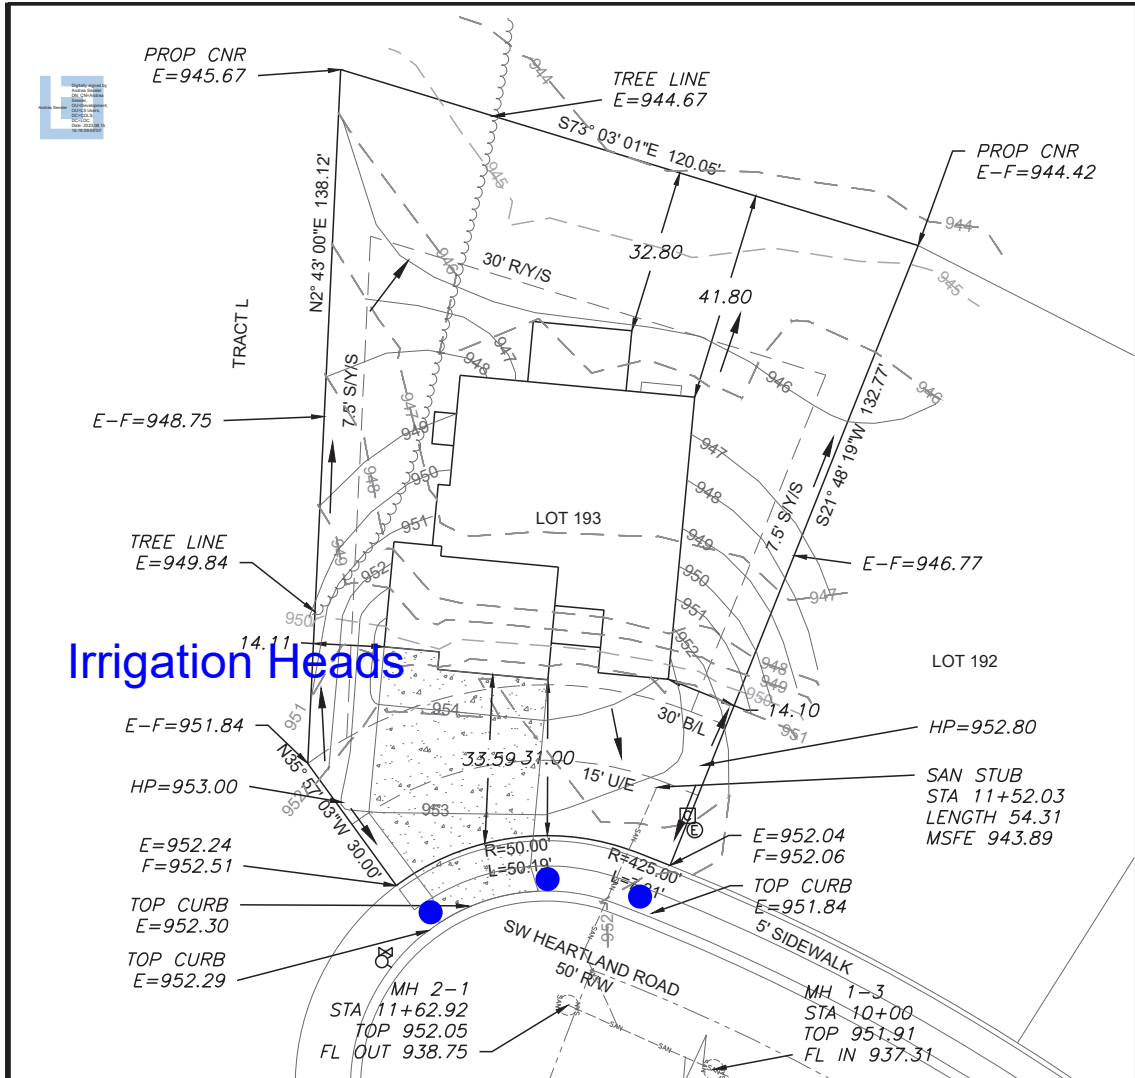 PROP CNR
E=945.67
TREE LINE
E=944.67
PROP CNR
E-F=944.42
S73° 03' 01"E 120.05'
N2° 43' 00"E 138.12'
S21° 48' 19"W 132.77'
944
945
944
945
946
946
946
32.80
41.80
30' R/Y/S
7.5' S/Y/S
7.5' S/Y/S
TRACT L
E-F=948.75
947
948
947
949
950
948
951
949
952
947
948
949
950
951
952
947
948
949
950
951
LOT 193
LOT 192
TREE LINE
E=949.84
E-F=946.77
950
14.11
Irrigation Heads
14.10
30' B/L
15' U/E
954
33.59
31.00
953
951
952
E-F=951.84
N35° 57' 03"W 30.00'
HP=953.00
E=952.24
F=952.51
TOP CURB
E=952.30
TOP CURB
E=952.29
HP=952.80
SAN STUB
STA 11+52.03
LENGTH 54.31
MSFE 943.89
E
E=952.04
F=952.06
TOP CURB
E=951.84
R=50.00'
L=50.19'
R=425.00'
952
5' SIDEWALK
SW HEARTLAND ROAD
50' R/W
MH 2-1
STA 11+62.92
TOP 952.05
FL OUT 938.75
MH 1-3
STA 10+00
TOP 951.91
FL IN 937.31
SAN
SAN
SAN
SAN